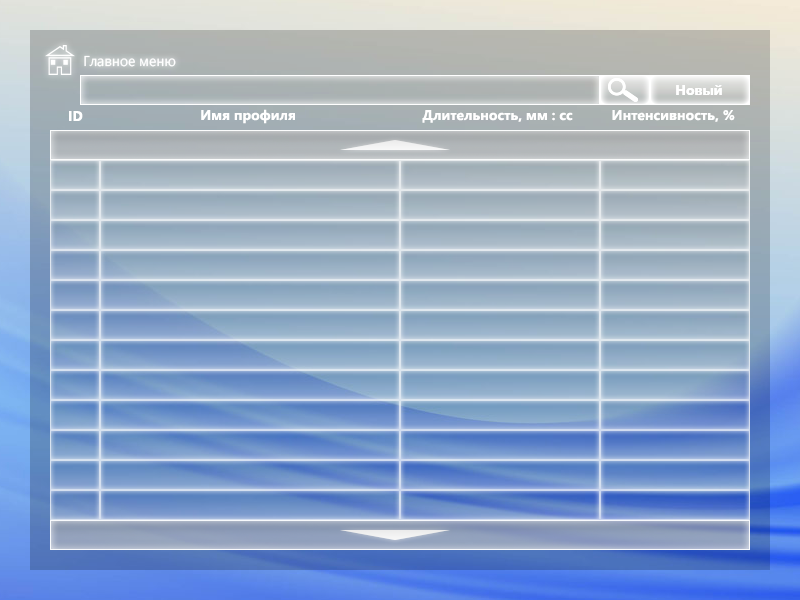 Главное меню
Новый
ID Имя профиля Длительность, мм : сс Интенсивность, %